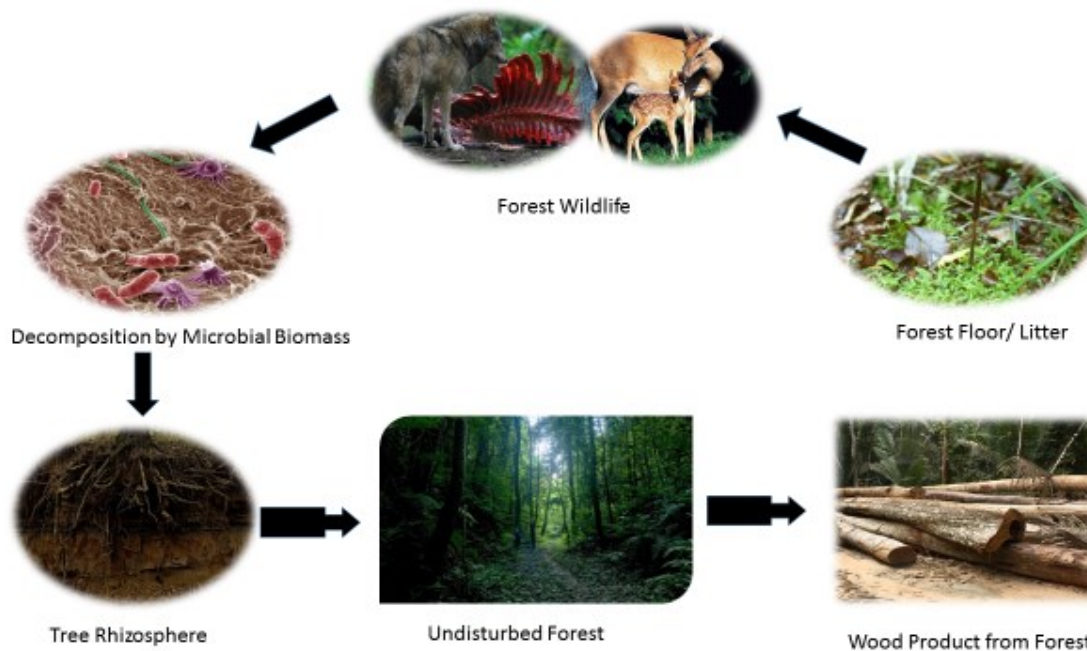 Forest Wildlife
Decomposition by Microbial Biomass
Forest Floor/ Litter
Tree Rhizosphere
Undisturbed Forest
Wood Product from Forest